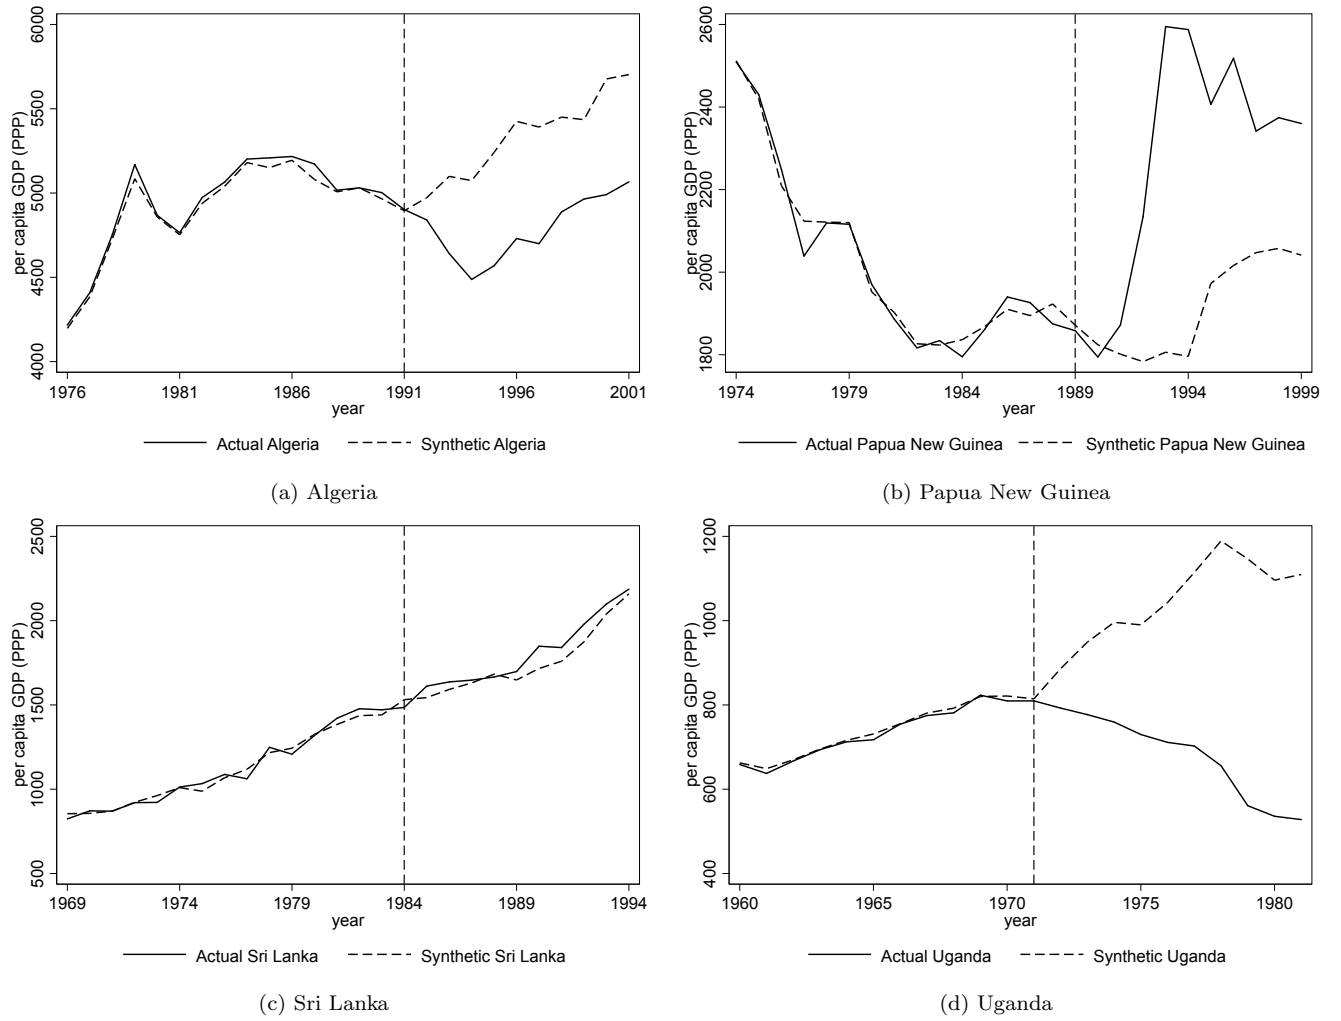 per capita GDP (PPP)
6000
5500
5000
4500
4000
1976 1981 1986 1991 1996 2001
year
Actual Algeria Synthetic Algeria
(a) Algeria
per capita GDP (PPP)
2600
2400
2200
2000
1800
1974 1979 1984 1989 1994 1999
year
Actual Papua New Guinea Synthetic Papua New Guinea
(b) Papua New Guinea
per capita GDP (PPP)
2500
2000
1500
1000
500
1969 1974 1979 1984 1989 1994
year
Actual Sri Lanka Synthetic Sri Lanka
(c) Sri Lanka
per capita GDP (PPP)
1200
1000
800
600
400
1960 1965 1970 1975 1980
year
Actual Uganda Synthetic Uganda
(d) Uganda